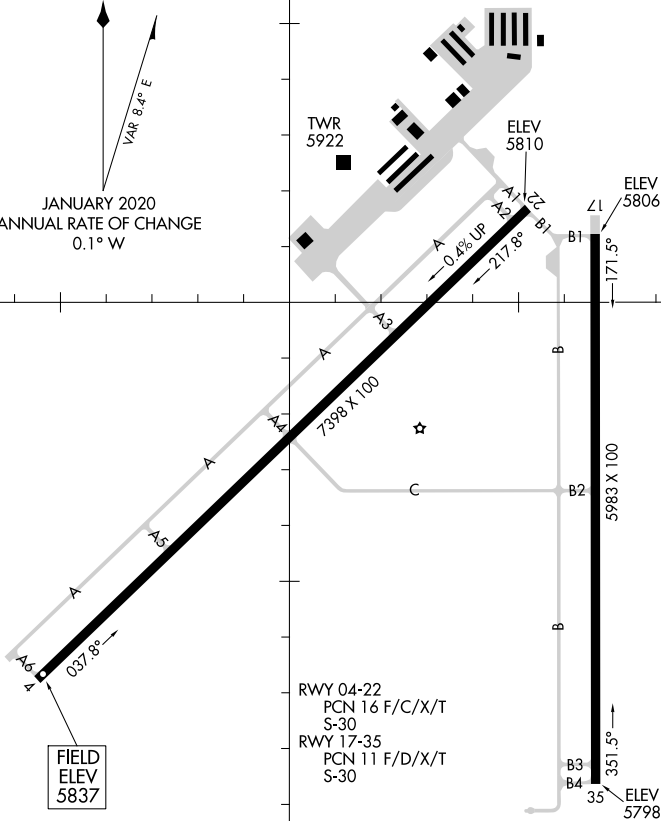 VAR 8.4° E
JANUARY 2020
ANNUAL RATE OF CHANGE
0.1° W
TWR
5922
ELEV
5810
ELEV
5806
A1
22
A2
B1
17
B1
A
0.4% UP
217.8°
171.5°
A3
A
B
7398 X 100
A4
A
C
B2
5983 X 100
A5
A
B
A6
4
037.8°
FIELD
ELEV
5837
RWY 04-22
PCN 16 F/C/X/T
S-30
RWY 17-35
PCN 11 F/D/X/T
S-30
351.5°
B3
B4
35
ELEV
5798